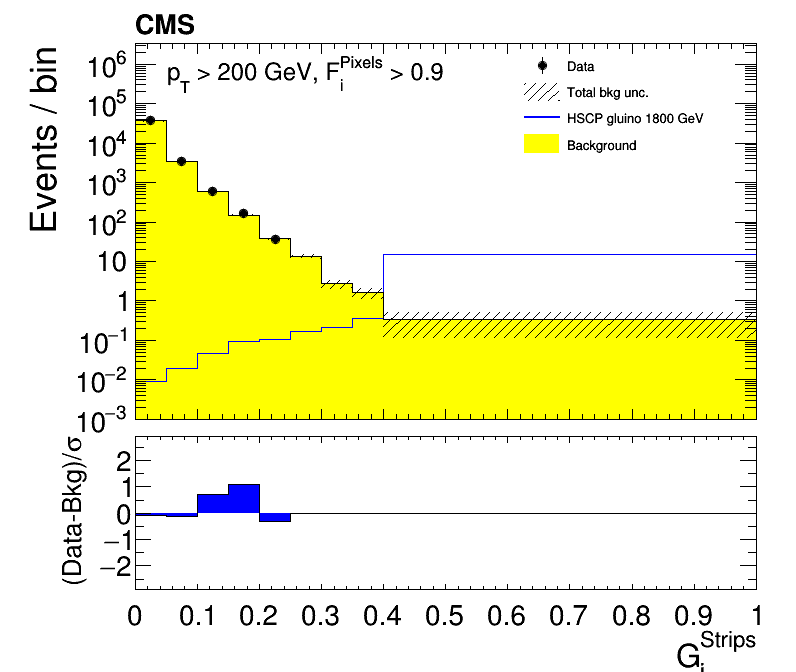 CMS
p_T > 200 GeV, F_i^Pixels > 0.9
Data
Total bkg unc.
HSCP gluino 1800 GeV
Background
Events / bin
10^6
10^5
10^4
10^3
10^2
10
1
10^−1
10^−2
10^−3
(Data-Bkg)/σ
2
1
0
−1
−2
0 0.1 0.2 0.3 0.4 0.5 0.6 0.7 0.8 0.9 1
G_i^Strips